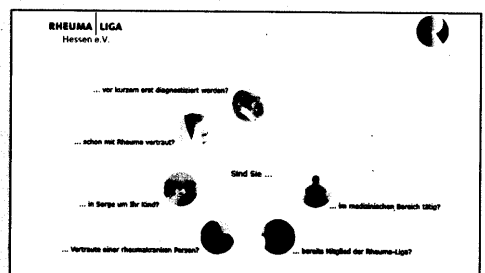 RHEUMA LIGA
Hessen e.V.
... vor kurzem erst diagnostiziert worden?
... schon mit Rheuma vertraut?
Sind Sie ...
... in Sorge um Ihr Kind?
... im medizinischen Bereich tätig?
... Vertraute einer rheumakranken Person?
... bereits Mitglied der Rheuma-Liga?